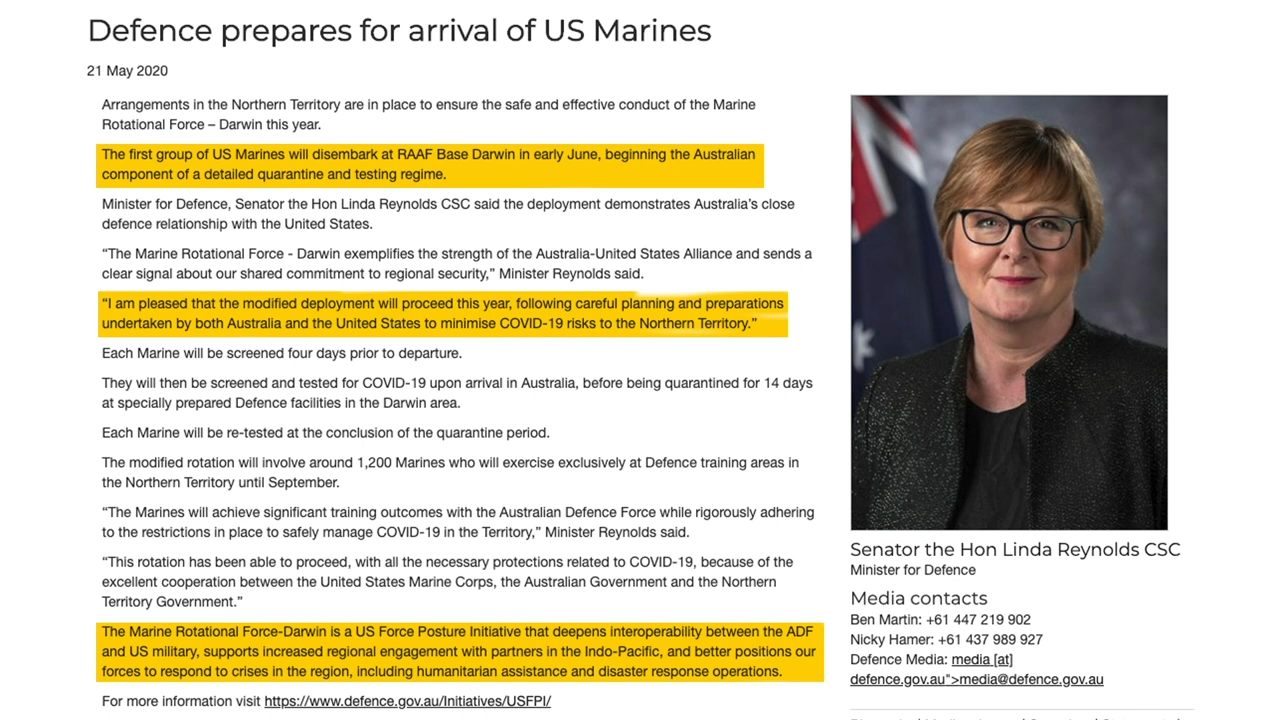 Defence prepares for arrival of US Marines
21 May 2020
Arrangements in the Northern Territory are in place to ensure the safe and effective conduct of the Marine
Rotational Force – Darwin this year.
The first group of US Marines will disembark at RAAF Base Darwin in early June, beginning the Australian
component of a detailed quarantine and testing regime.
Minister for Defence, Senator the Hon Linda Reynolds CSC said the deployment demonstrates Australia’s close
defence relationship with the United States.
“The Marine Rotational Force - Darwin exemplifies the strength of the Australia-United States Alliance and sends a
clear signal about our shared commitment to regional security,” Minister Reynolds said.
“I am pleased that the modified deployment will proceed this year, following careful planning and preparations
undertaken by both Australia and the United States to minimise COVID-19 risks to the Northern Territory.”
Each Marine will be screened four days prior to departure.
They will then be screened and tested for COVID-19 upon arrival in Australia, before being quarantined for 14 days
at specially prepared Defence facilities in the Darwin area.
Each Marine will be re-tested at the conclusion of the quarantine period.
The modified rotation will involve around 1,200 Marines who will exercise exclusively at Defence training areas in
the Northern Territory until September.
“The Marines will achieve significant training outcomes with the Australian Defence Force while rigorously adhering
to the restrictions in place to safely manage COVID-19 in the Territory,” Minister Reynolds said.
“This rotation has been able to proceed, with all the necessary protections related to COVID-19, because of the
excellent cooperation between the United States Marine Corps, the Australian Government and the Northern
Territory Government.”
The Marine Rotational Force-Darwin is a US Force Posture Initiative that deepens interoperability between the ADF
and US military, supports increased regional engagement with partners in the Indo-Pacific, and better positions our
forces to respond to crises in the region, including humanitarian assistance and disaster response operations.
For more information visit https://www.defence.gov.au/Initiatives/USFPI/
Senator the Hon Linda Reynolds CSC
Minister for Defence
Media contacts
Ben Martin: +61 447 219 902
Nicky Hamer: +61 437 989 927
Defence Media: media [at]
defence.gov.au">media@defence.gov.au